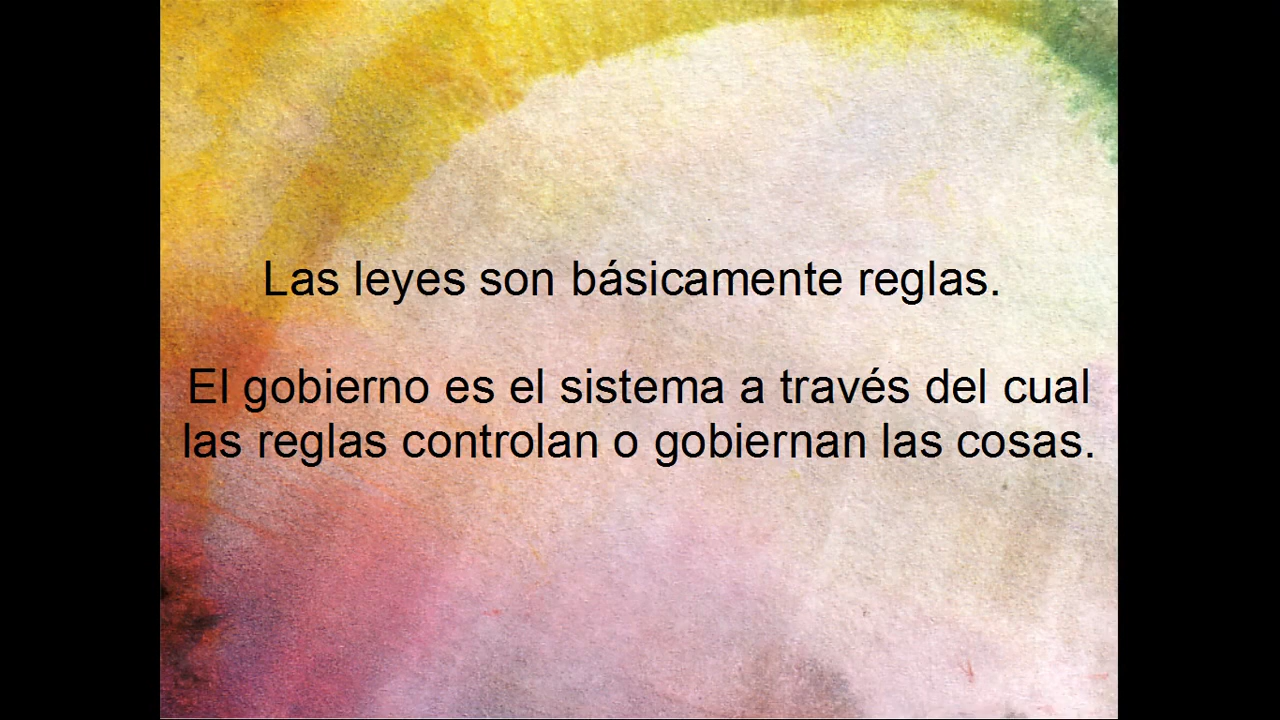 Las leyes son básicamente reglas.
El gobierno es el sistema a través del cual
las reglas controlan o gobiernan las cosas.